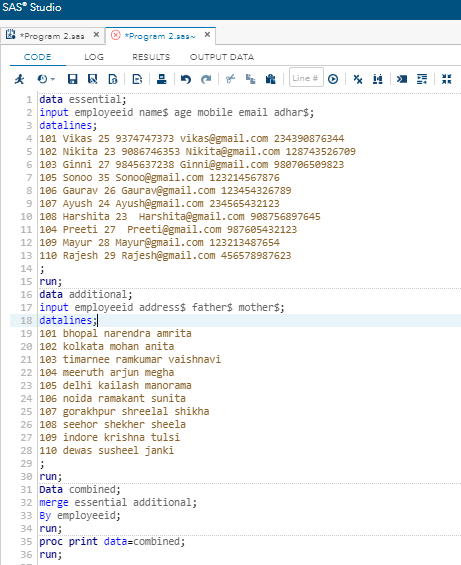 SAS® Studio
*Program 2.sas × *Program 2.sas~ ×
CODE LOG RESULTS OUTPUT DATA
Line #
1 data essential;
2 input employeeid name$ age mobile email adhar$;
3 datalines;
4 101 Vikas 25 9374747373 vikas@gmail.com 234390876344
5 102 Nikita 23 9086746353 Nikita@gmail.com 128743526709
6 103 Ginni 27 9845637238 Ginni@gmail.com 980706509823
7 105 Sonoo 35 Sonoo@gmail.com 123214567876
8 106 Gaurav 26 Gaurav@gmail.com 123454326789
9 107 Ayush 24 Ayush@gmail.com 234565432123
10 108 Harshita 23  Harshita@gmail.com 908756897645
11 104 Preeti 27  Preeti@gmail.com 987605432123
12 109 Mayur 28 Mayur@gmail.com 123213487654
13 110 Rajesh 29 Rajesh@gmail.com 456578987623
14 ;
15 run;
16 data additional;
17 input employeeid address$ father$ mother$;
18 datalines;
19 101 bhopal narendra amrita
20 102 kolkata mohan anita
21 103 timarnee ramkumar vaishnavi
22 104 meeruth arjun megha
23 105 delhi kailash manorama
24 106 noida ramakant sunita
25 107 gorakhpur shreelal shikha
26 108 seehor shekher sheela
27 109 indore krishna tulsi
28 110 dewas susheel janki
29 ;
30 run;
31 Data combined;
32 merge essential additional;
33 By employeeid;
34 run;
35 proc print data=combined;
36 run;